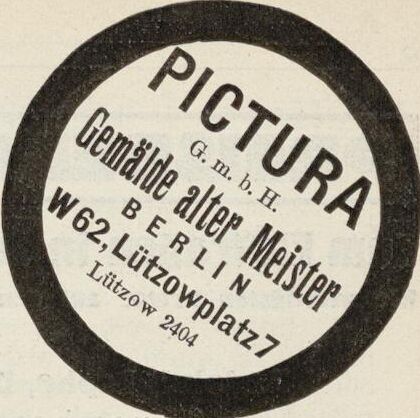 PICTURA
G. m. b. H.
Gemälde alter Meister
BERLIN
W 62, Lützowplatz 7
Lützow 2404